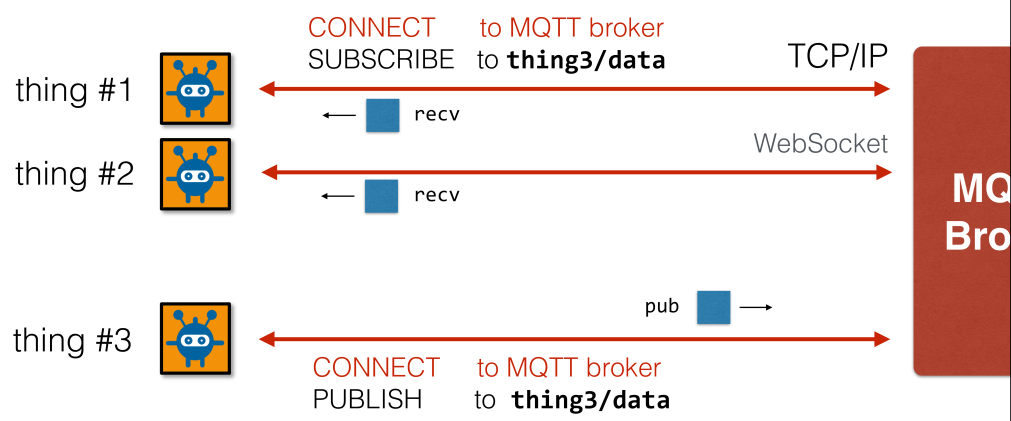 CONNECT to MQTT broker
SUBSCRIBE to thing3/data
TCP/IP
thing #1
recv
WebSocket
thing #2
recv
MQ
Bro
pub
thing #3
CONNECT to MQTT broker
PUBLISH to thing3/data